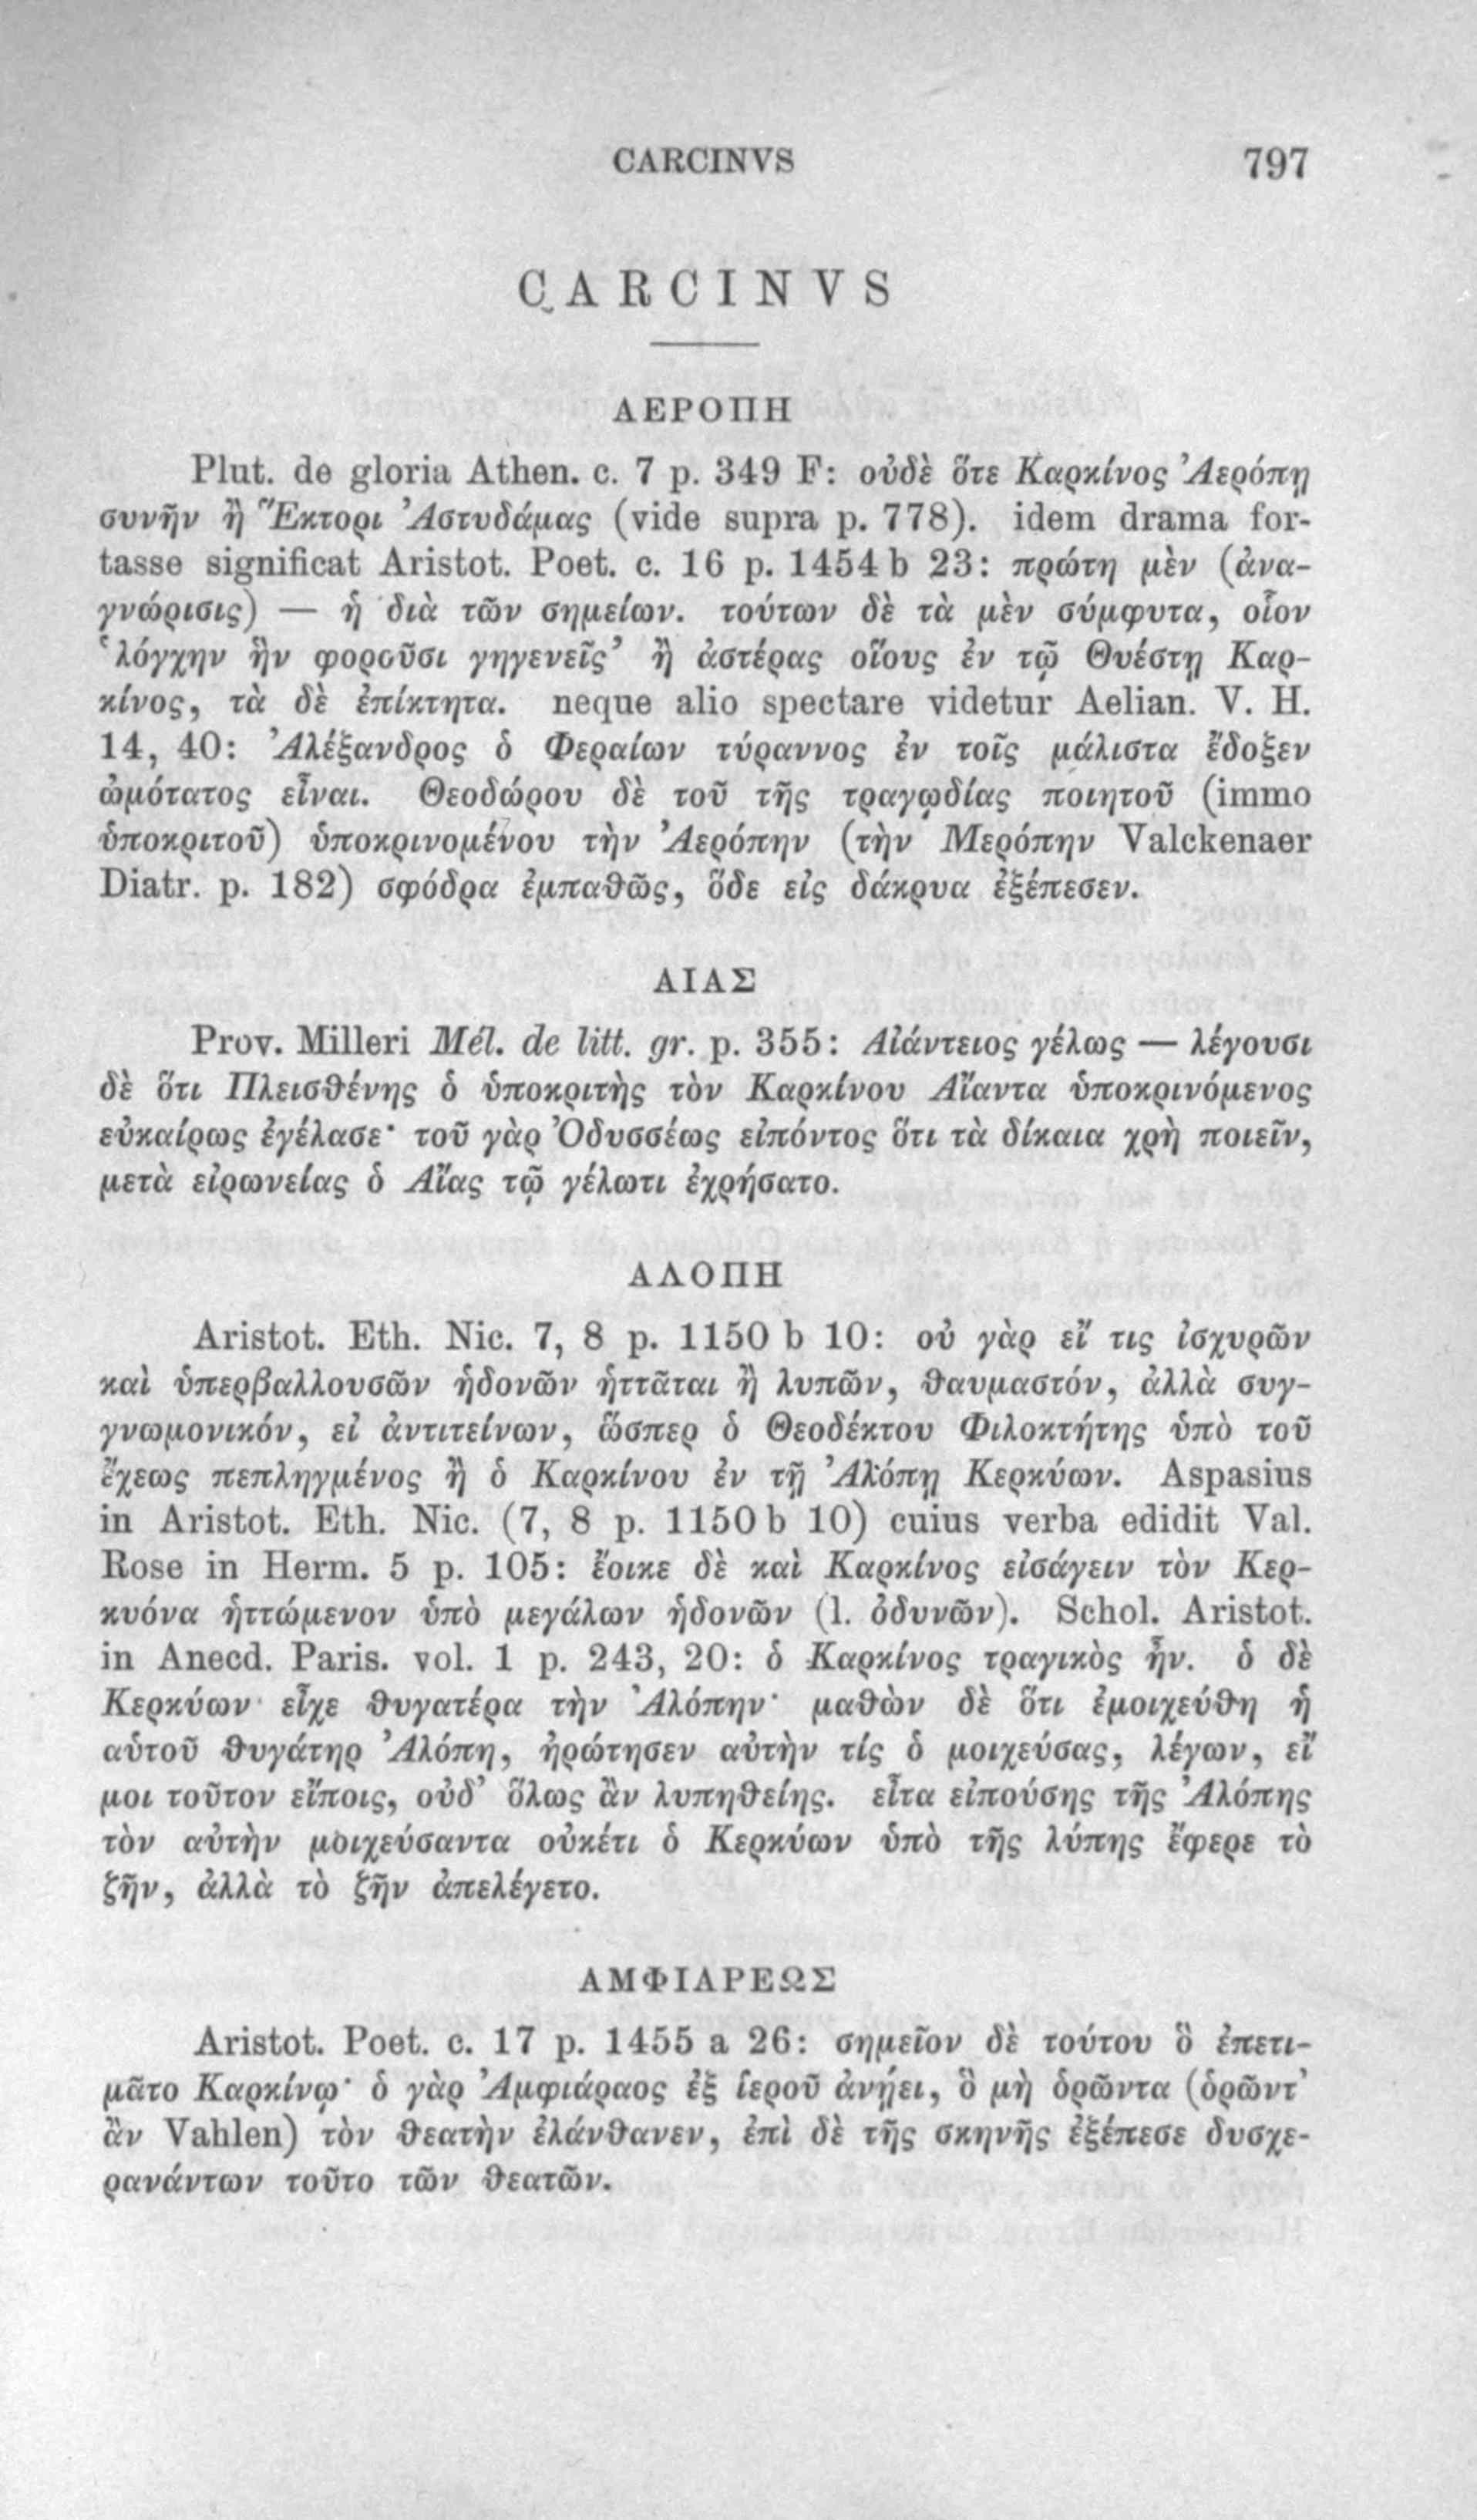 CARCINVS 797
CARCINVS
ΑΕΡΟΠΗ
Plut. de gloria Athen. c. 7 p. 349 F: οὐδὲ ὅτε Καρκίνος Ἀερόπῃ
συνῆν ἢ Ἕκτορι Ἀστυδάμας (vide supra p. 778). idem drama for-
tasse significat Aristot. Poet. c. 16 p. 1454 b 23: πρώτη μὲν (ἀνα-
γνώρισις) — ἡ διὰ τῶν σημείων. τούτων δὲ τὰ μὲν σύμφυτα, οἷον
‘λόγχην ἣν φοροῦσι γηγενεῖς’ ἢ ἀστέρας οἵους ἐν τῷ Θυέστῃ Καρ-
κίνος, τὰ δὲ ἐπίκτητα. neque alio spectare videtur Aelian. V. H.
14, 40: Ἀλέξανδρος ὁ Φεραίων τύραννος ἐν τοῖς μάλιστα ἔδοξεν
ὠμότατος εἶναι. Θεοδώρου δὲ τοῦ τῆς τραγῳδίας ποιητοῦ (immo
ὑποκριτοῦ) ὑποκρινομένου τὴν Ἀερόπην (τὴν Μερόπην Valckenaer
Diatr. p. 182) σφόδρα ἐμπαθῶς, ὅδε εἰς δάκρυα ἐξέπεσεν.
ΑΙΑΣ
Prov. Milleri Mél. de litt. gr. p. 355: Αἰάντειος γέλως — λέγουσι
δὲ ὅτι Πλεισθένης ὁ ὑποκριτὴς τὸν Καρκίνου Αἴαντα ὑποκρινόμενος
εὐκαίρως ἐγέλασε· τοῦ γὰρ Ὀδυσσέως εἰπόντος ὅτι τὰ δίκαια χρὴ ποιεῖν,
μετὰ εἰρωνείας ὁ Αἴας τῷ γέλωτι ἐχρήσατο.
ΑΛΟΠΗ
Aristot. Eth. Nic. 7, 8 p. 1150 b 10: οὐ γὰρ εἴ τις ἰσχυρῶν
καὶ ὑπερβαλλουσῶν ἡδονῶν ἡττᾶται ἢ λυπῶν, θαυμαστόν, ἀλλὰ συγ-
γνωμονικόν, εἰ ἀντιτείνων, ὥσπερ ὁ Θεοδέκτου Φιλοκτήτης ὑπὸ τοῦ
ἔχεως πεπληγμένος ἢ ὁ Καρκίνου ἐν τῇ Ἀλόπῃ Κερκύων. Aspasius
in Aristot. Eth. Nic. (7, 8 p. 1150 b 10) cuius verba edidit Val.
Rose in Herm. 5 p. 105: ἔοικε δὲ καὶ Καρκίνος εἰσάγειν τὸν Κερ-
κυόνα ἡττώμενον ὑπὸ μεγάλων ἡδονῶν (l. ὀδυνῶν). Schol. Aristot.
in Anecd. Paris. vol. 1 p. 243, 20: ὁ Καρκίνος τραγικὸς ἦν. ὁ δὲ
Κερκύων εἶχε θυγατέρα τὴν Ἀλόπην· μαθὼν δὲ ὅτι ἐμοιχεύθη ἡ
αὑτοῦ θυγάτηρ Ἀλόπη, ἠρώτησεν αὐτὴν τίς ὁ μοιχεύσας, λέγων, εἴ
μοι τοῦτον εἴποις, οὐδ’ ὅλως ἂν λυπηθείης. εἶτα εἰπούσης τῆς Ἀλόπης
τὸν αὐτὴν μοιχεύσαντα οὐκέτι ὁ Κερκύων ὑπὸ τῆς λύπης ἔφερε τὸ
ζῆν, ἀλλὰ τὸ ζῆν ἀπελέγετο.
ΑΜΦΙΑΡΕΩΣ
Aristot. Poet. c. 17 p. 1455 a 26: σημεῖον δὲ τούτου ὃ ἐπετι-
μᾶτο Καρκίνῳ· ὁ γὰρ Ἀμφιάραος ἐξ ἱεροῦ ἀνῄει, ὃ μὴ ὁρῶντα (ὁρῶντ’
ἂν Vahlen) τὸν θεατὴν ἐλάνθανεν, ἐπὶ δὲ τῆς σκηνῆς ἐξέπεσε δυσχε-
ρανάντων τοῦτο τῶν θεατῶν.